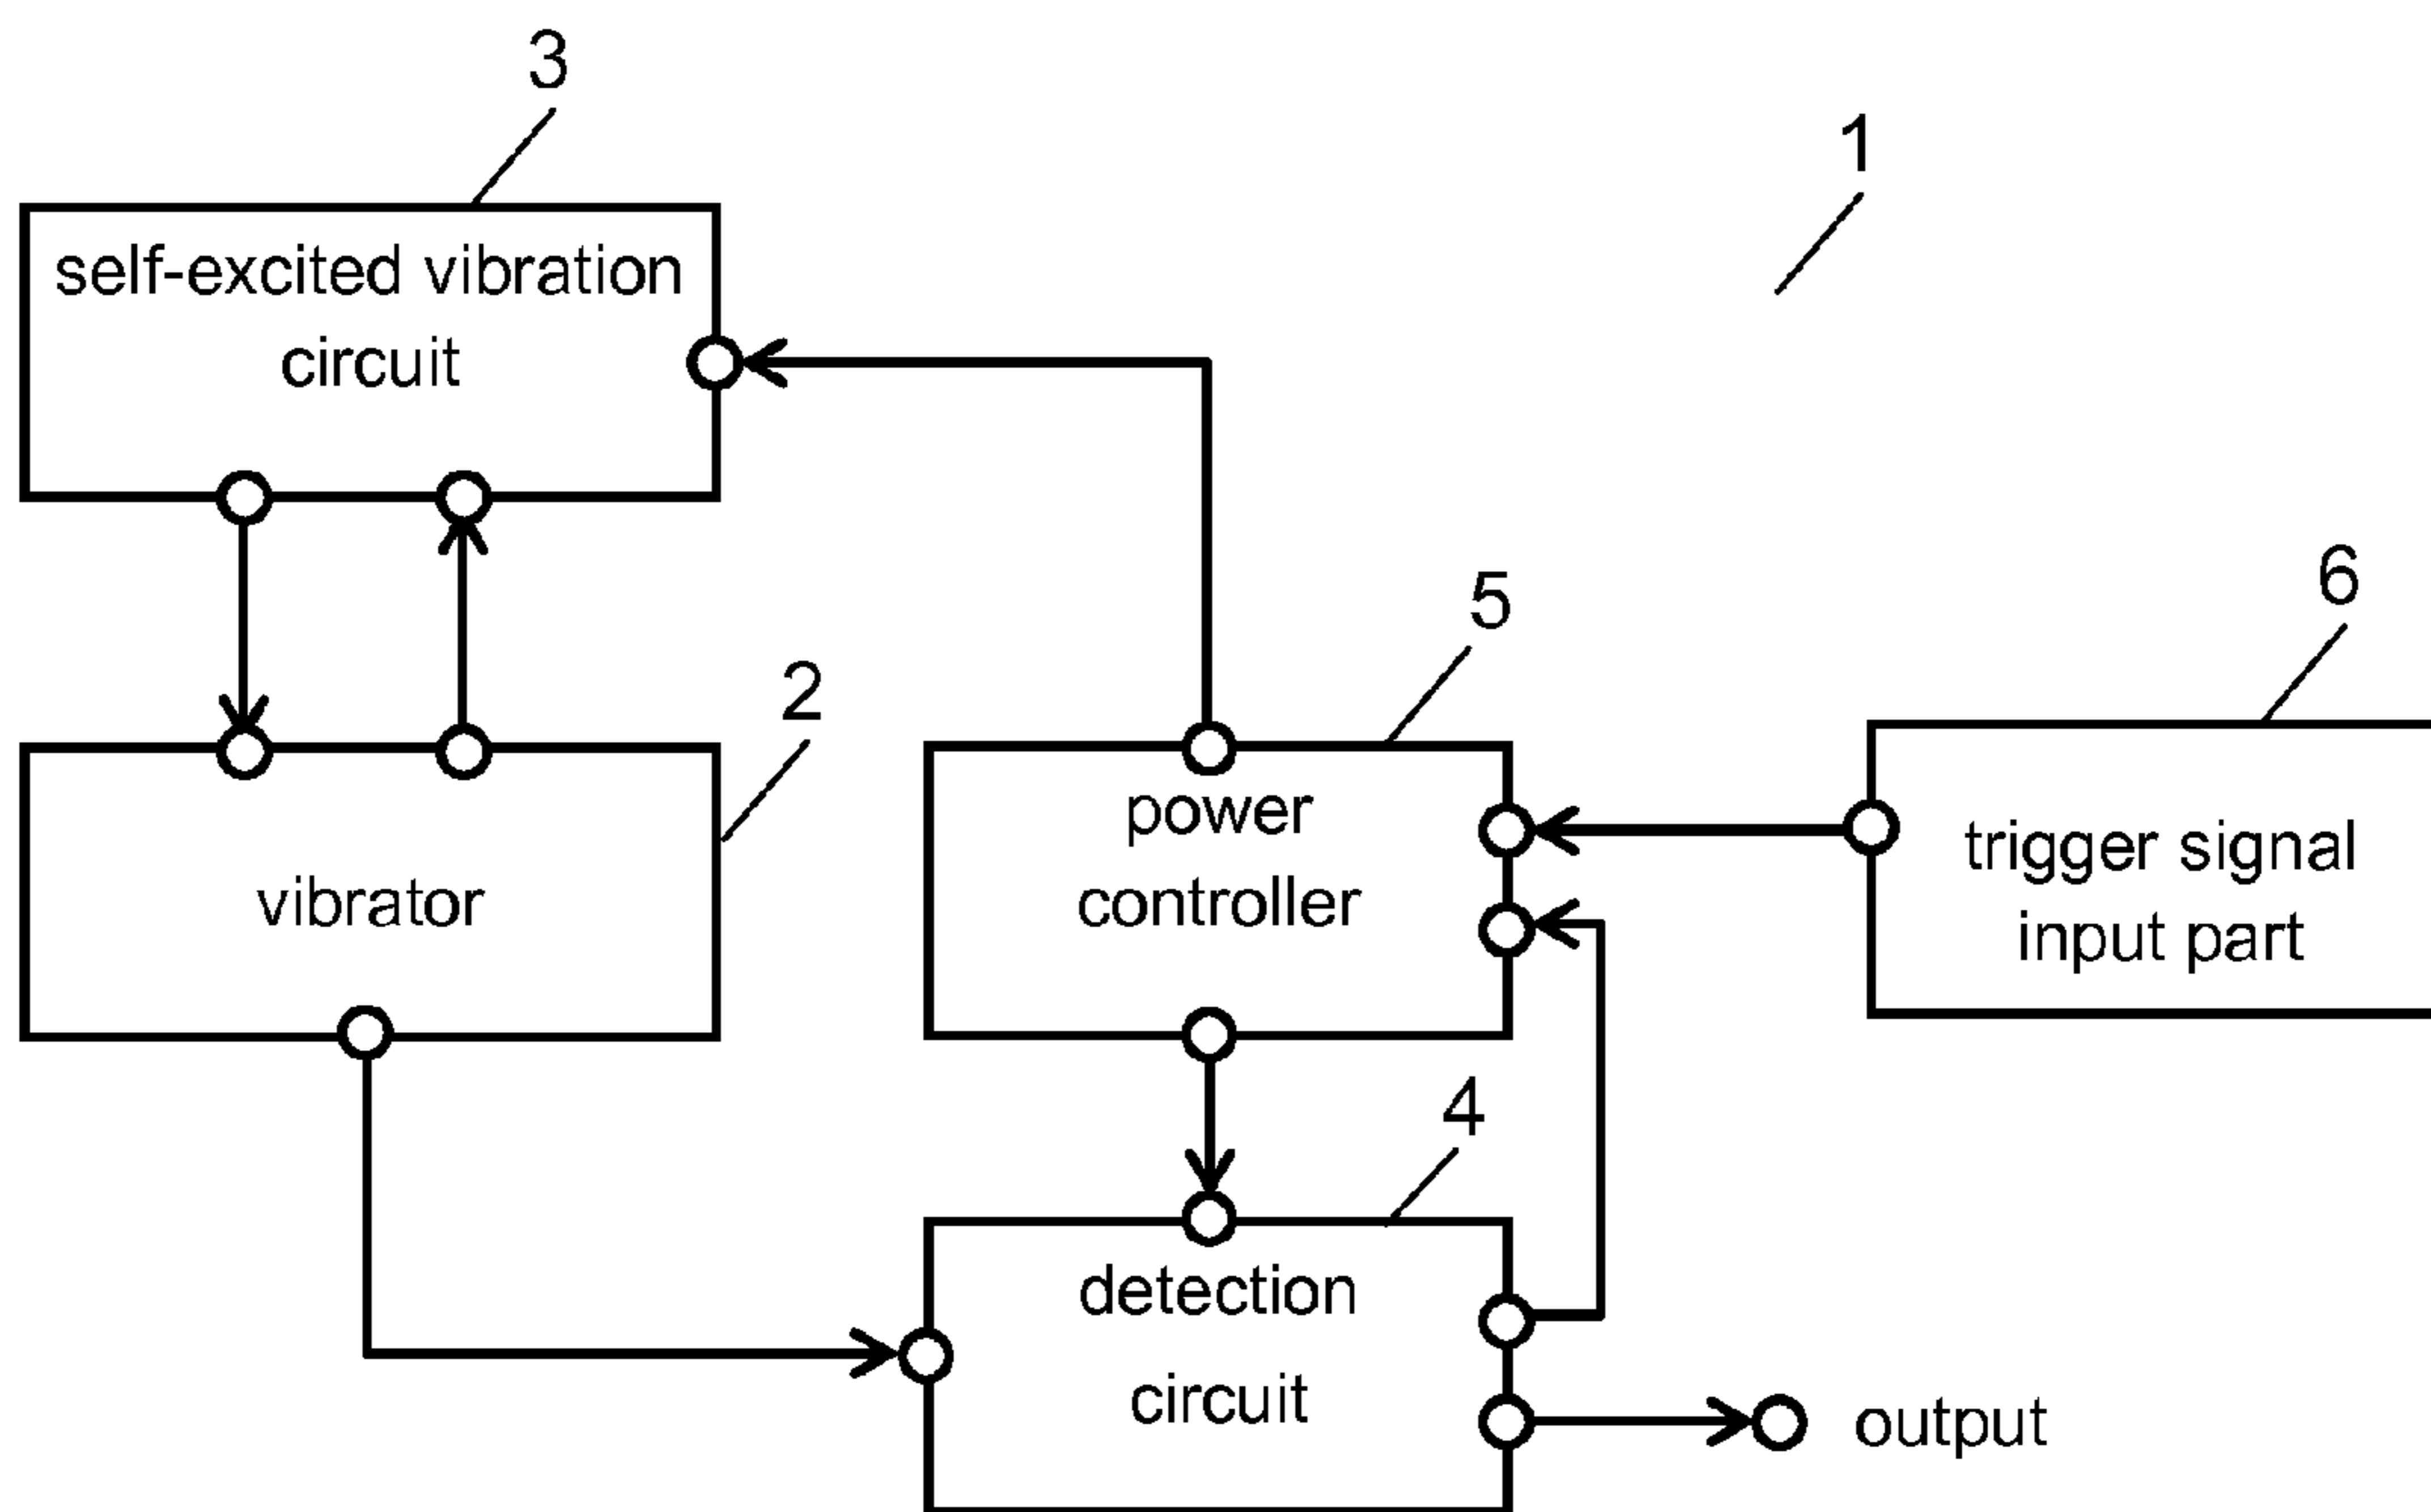 3
1
self-excited vibration
circuit
5
6
2
power
controller
trigger signal
input part
vibrator
4
detection
circuit
output